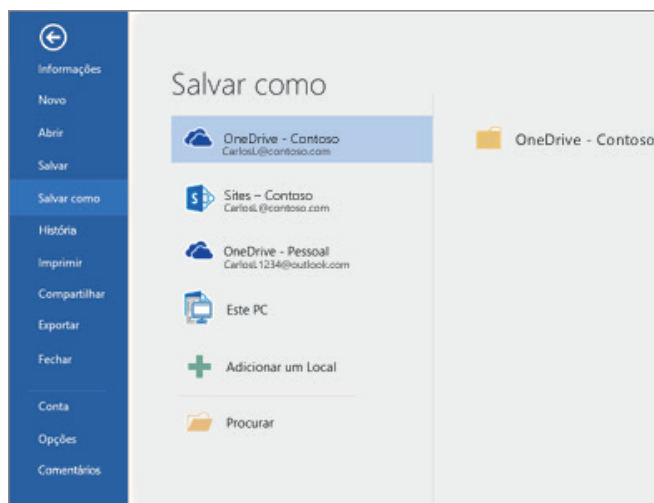 Informações
Novo
Abrir
Salvar
Salvar como
História
Imprimir
Compartilhar
Exportar
Fechar
Conta
Opções
Comentários
Salvar como
OneDrive - Contoso
CarlosL@contoso.com
Sites – Contoso
CarlosL@contoso.com
OneDrive - Pessoal
CarlosL1234@outlook.com
Este PC
Adicionar um Local
Procurar
OneDrive - Contoso